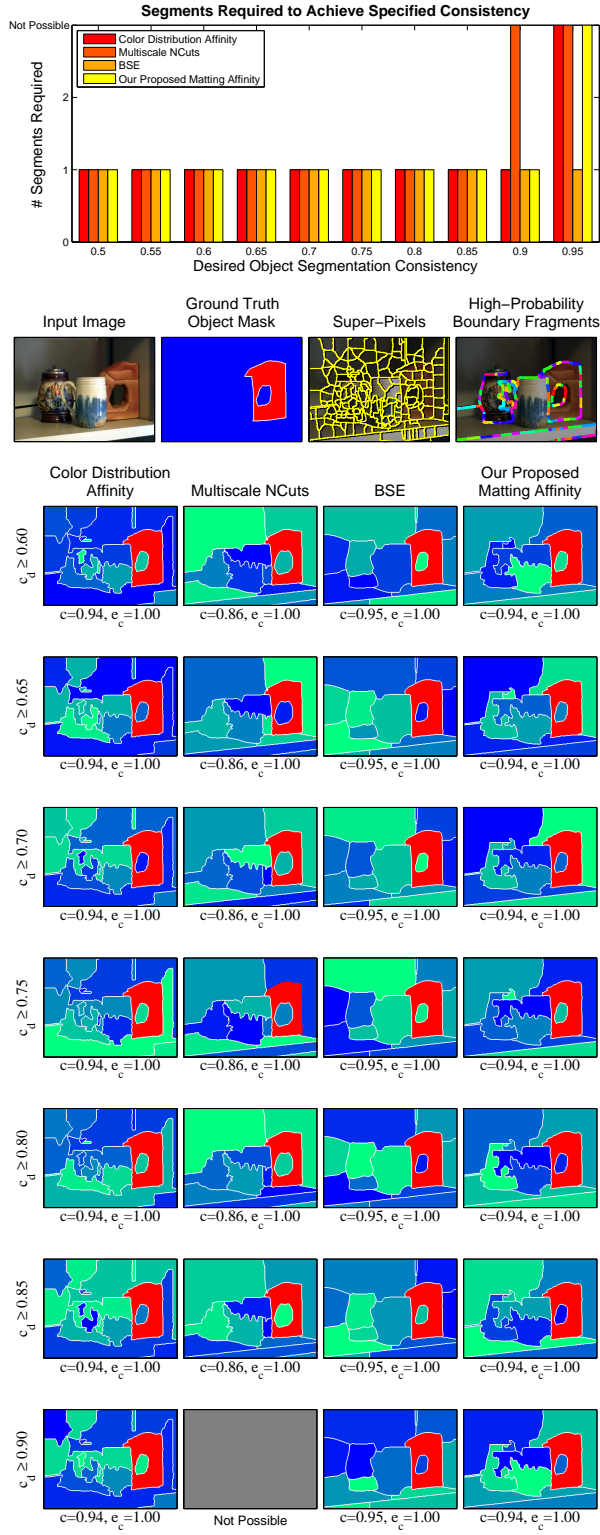 Segments Required to Achieve Specified Consistency
Not Possible
2
1
0
# Segments Required
Color Distribution Affinity
Multiscale NCuts
BSE
Our Proposed Matting Affinity
0.5 0.55 0.6 0.65 0.7 0.75 0.8 0.85 0.9 0.95
Desired Object Segmentation Consistency
Input Image
Ground Truth
Object Mask
Super−Pixels
High−Probability
Boundary Fragments
Color Distribution
Affinity
Multiscale NCuts
BSE
Our Proposed
Matting Affinity
c_d ≥ 0.60
c=0.94, e_c=1.00 c=0.86, e_c=1.00 c=0.95, e_c=1.00 c=0.94, e_c=1.00
c_d ≥ 0.65
c=0.94, e_c=1.00 c=0.86, e_c=1.00 c=0.95, e_c=1.00 c=0.94, e_c=1.00
c_d ≥ 0.70
c=0.94, e_c=1.00 c=0.86, e_c=1.00 c=0.95, e_c=1.00 c=0.94, e_c=1.00
c_d ≥ 0.75
c=0.94, e_c=1.00 c=0.86, e_c=1.00 c=0.95, e_c=1.00 c=0.94, e_c=1.00
c_d ≥ 0.80
c=0.94, e_c=1.00 c=0.86, e_c=1.00 c=0.95, e_c=1.00 c=0.94, e_c=1.00
c_d ≥ 0.85
c=0.94, e_c=1.00 c=0.86, e_c=1.00 c=0.95, e_c=1.00 c=0.94, e_c=1.00
c_d ≥ 0.90
c=0.94, e_c=1.00 Not Possible c=0.95, e_c=1.00 c=0.94, e_c=1.00